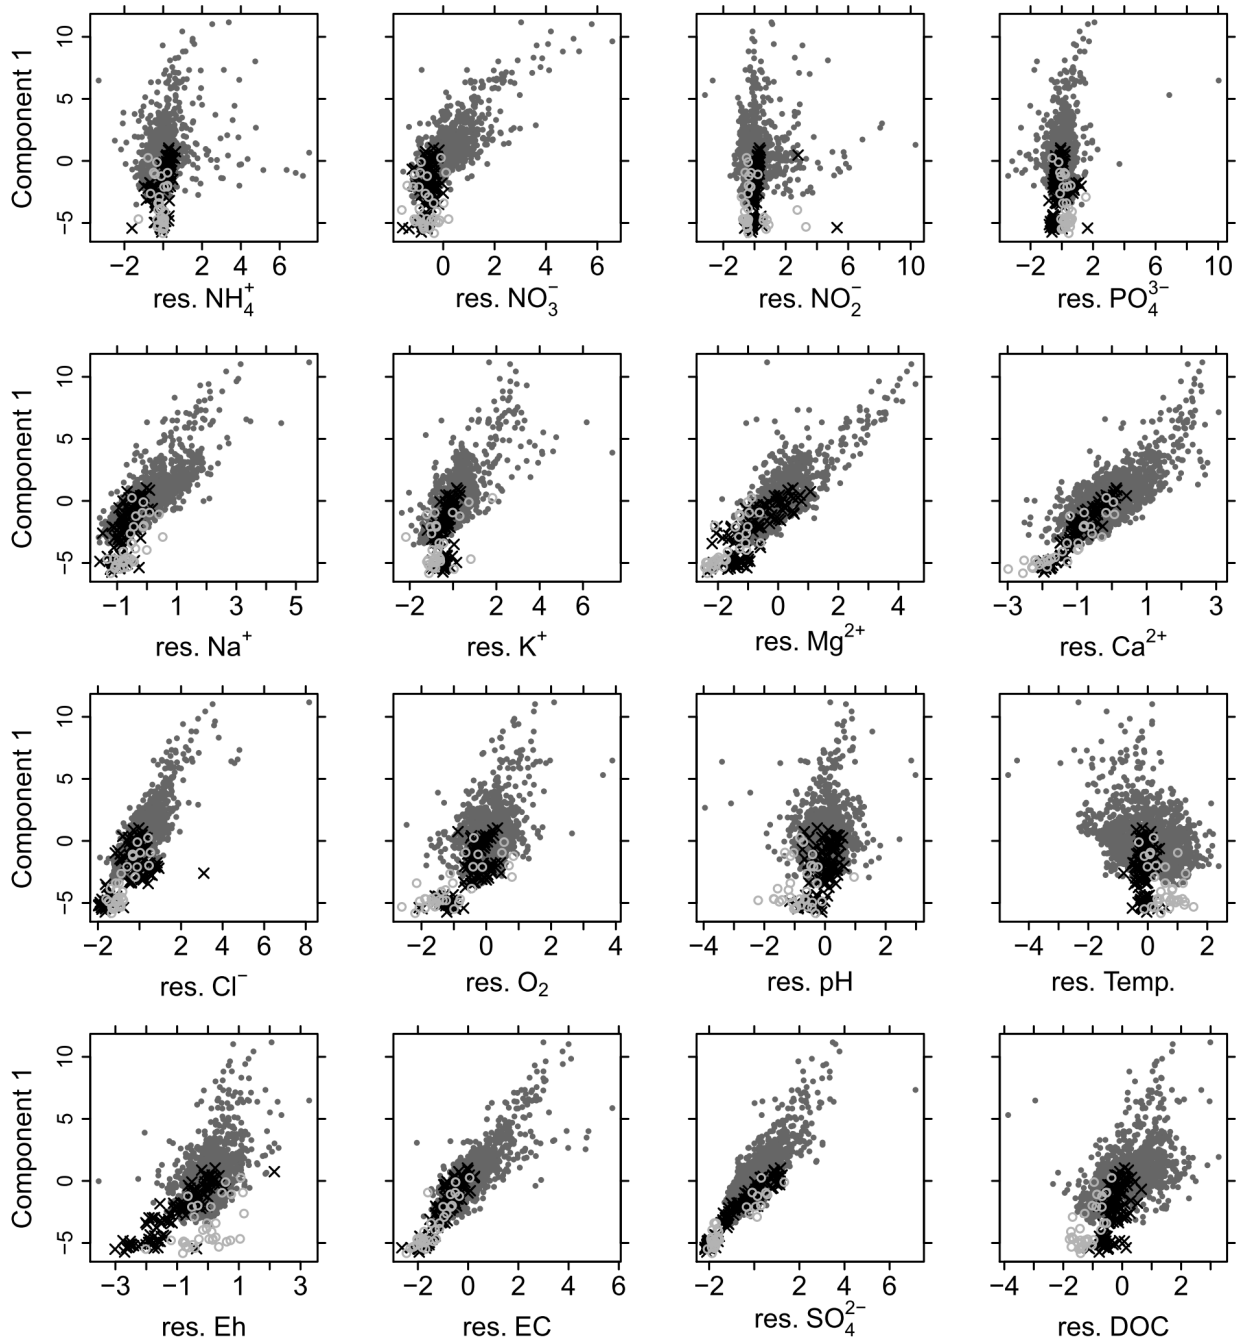 Component 1
10
5
0
−5
−2 0 2 4 6
0 2 4 6
−2 2 6 10
−2 2 6 10
res. NH₄⁺
res. NO₃⁻
res. NO₂⁻
res. PO₄³⁻
Component 1
10
5
0
−5
−1 1 3 5
−2 0 2 4 6
−2 0 2 4
−3 −1 1 3
res. Na⁺
res. K⁺
res. Mg²⁺
res. Ca²⁺
Component 1
10
5
0
−5
−2 0 2 4 6 8
−2 0 2 4
−4 −2 0 2
−4 −2 0 2
res. Cl⁻
res. O₂
res. pH
res. Temp.
Component 1
10
5
0
−5
−3 −1 1 3
−2 0 2 4 6
−2 0 2 4 6
−4 −2 0 2
res. Eh
res. EC
res. SO₄²⁻
res. DOC